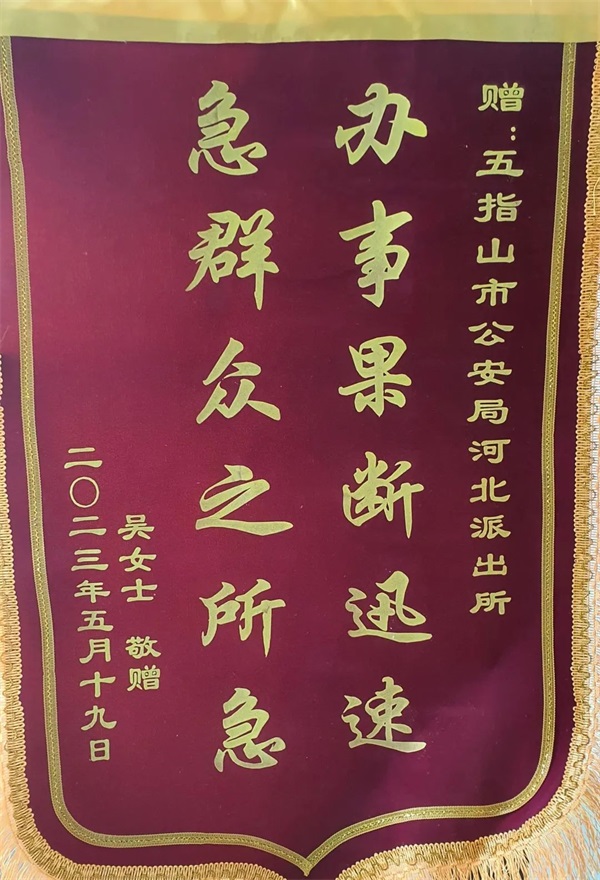 赠：五指山市公安局河北派出所
办事果断迅速
急群众之所急
吴女士 敬赠
二〇二三年五月十九日